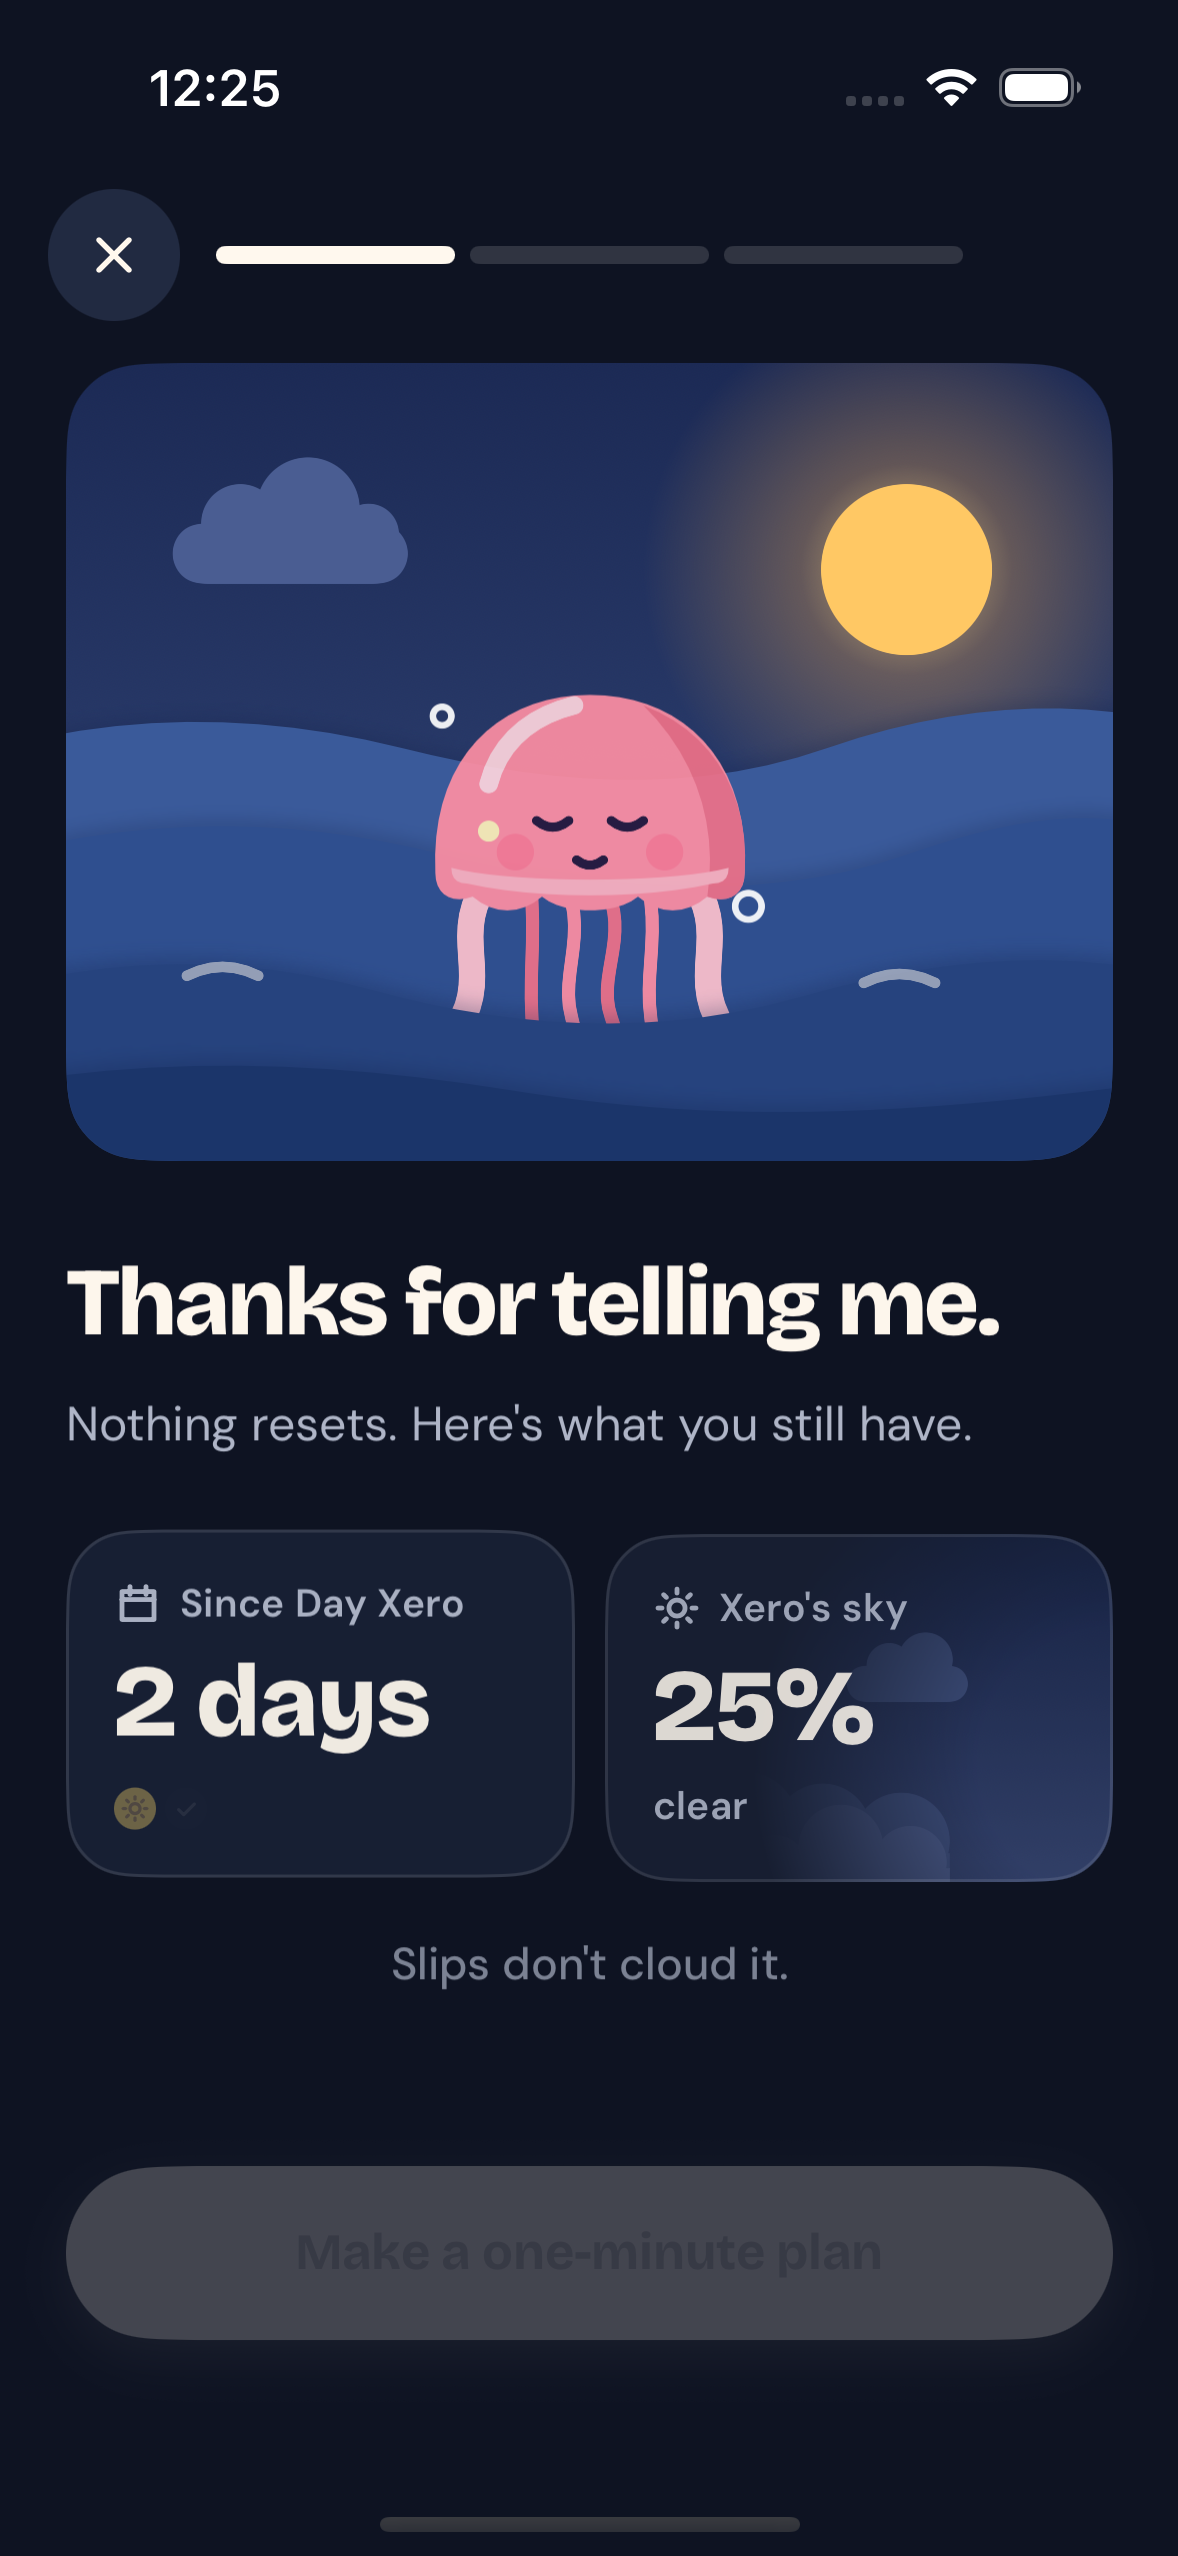 12:25
Thanks for telling me.
Nothing resets. Here's what you still have.
Since Day Xero
2 days
Xero's sky
25%
clear
Slips don't cloud it.
Make a one-minute plan